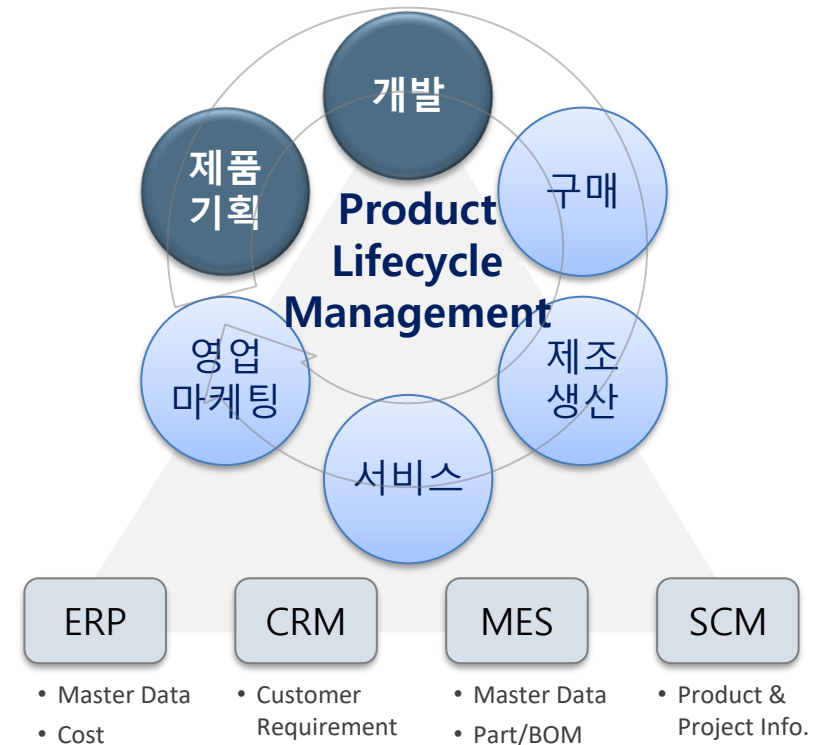 개발
제품
기획
구매
Product
Lifecycle
Management
영업
마케팅
제조
생산
서비스
ERP
CRM
MES
SCM
• Master Data
• Cost
• Customer
Requirement
• Master Data
• Part/BOM
• Product &
Project Info.